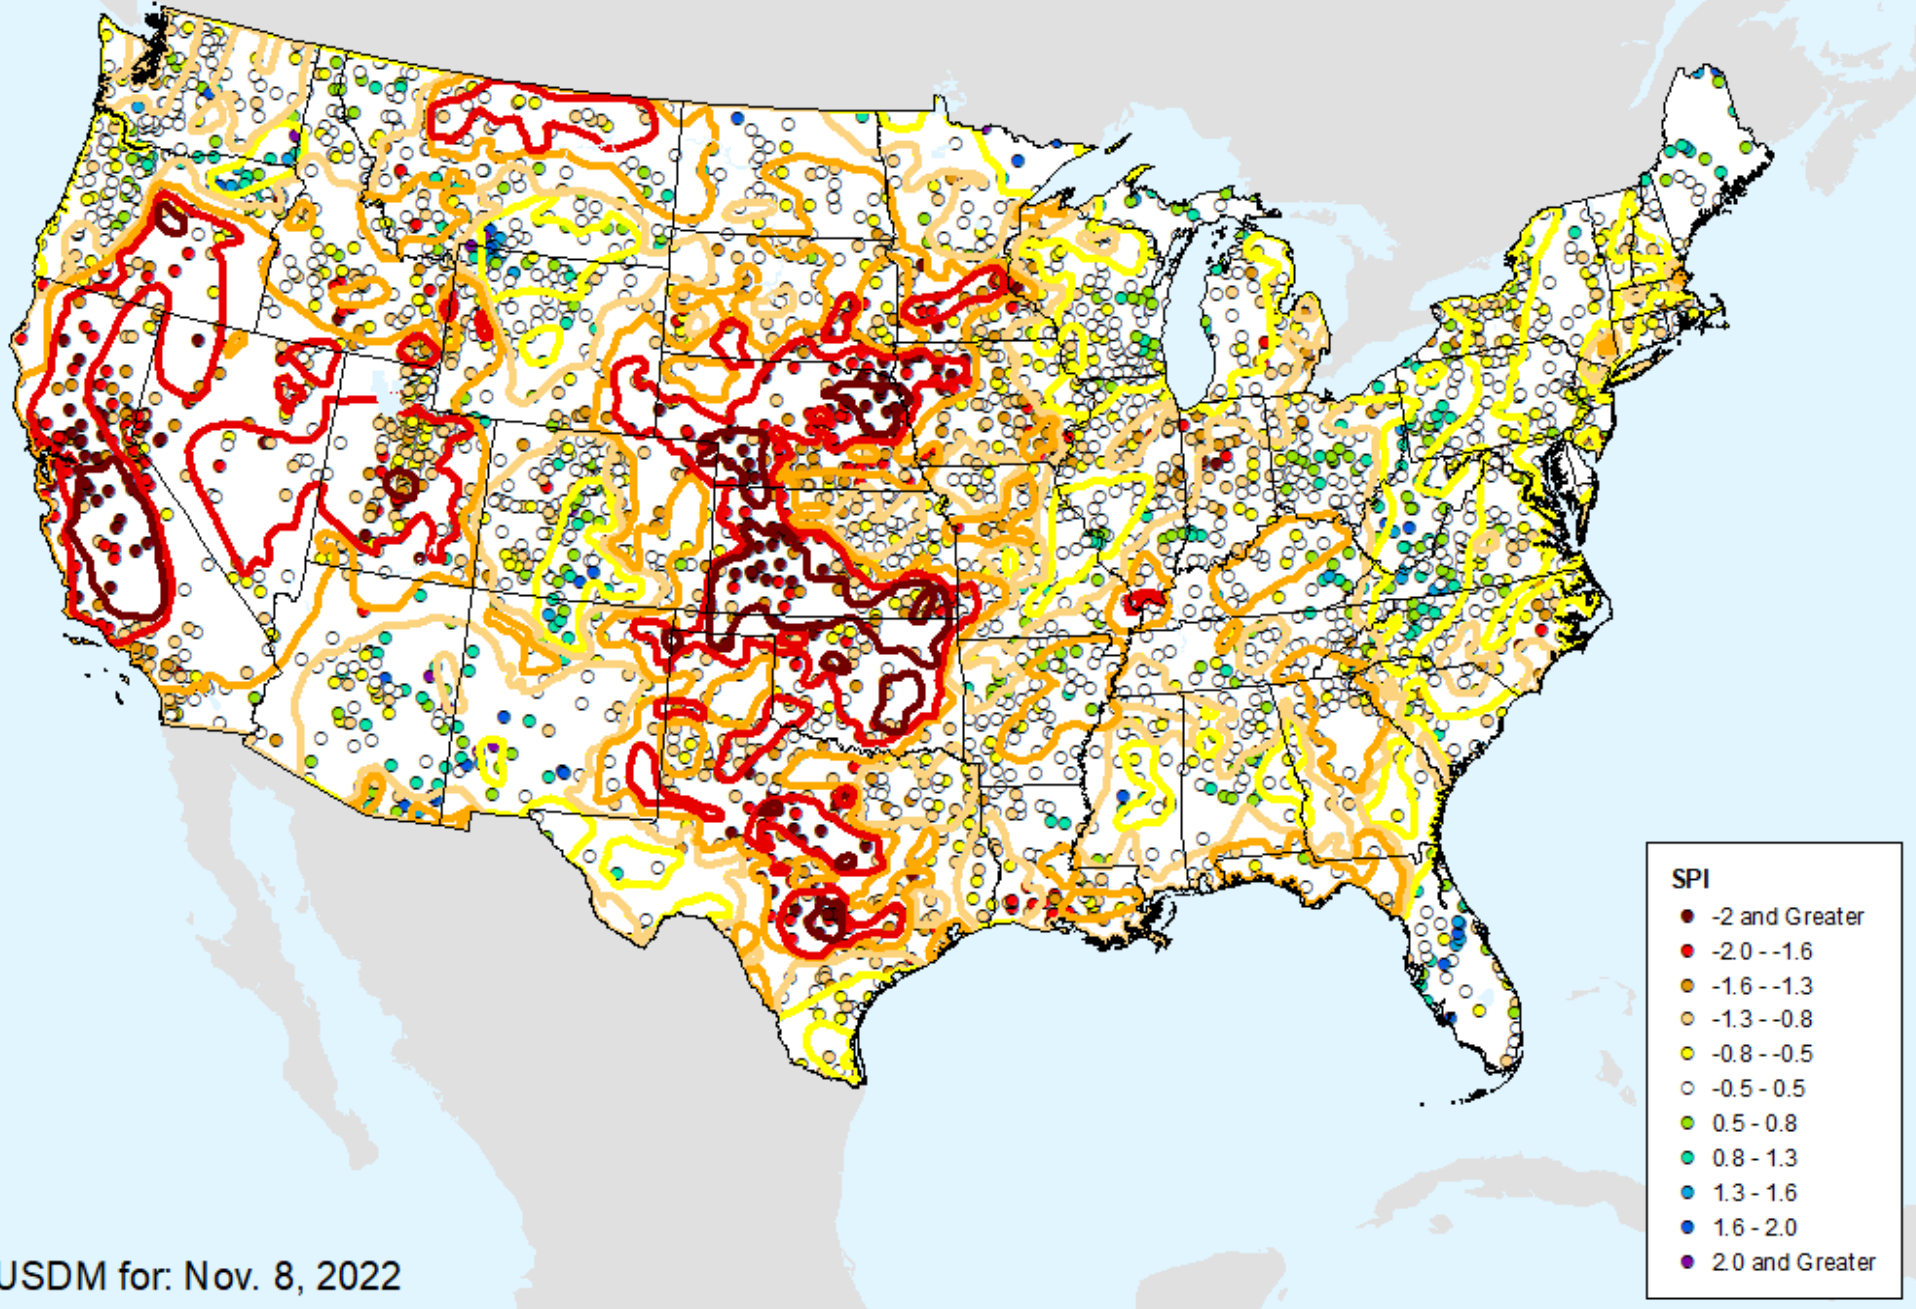 SPI
-2 and Greater
-2.0 - -1.6
-1.6 - -1.3
-1.3 - -0.8
-0.8 - -0.5
-0.5 - 0.5
0.5 - 0.8
0.8 - 1.3
1.3 - 1.6
1.6 - 2.0
2.0 and Greater
USDM for: Nov. 8, 2022